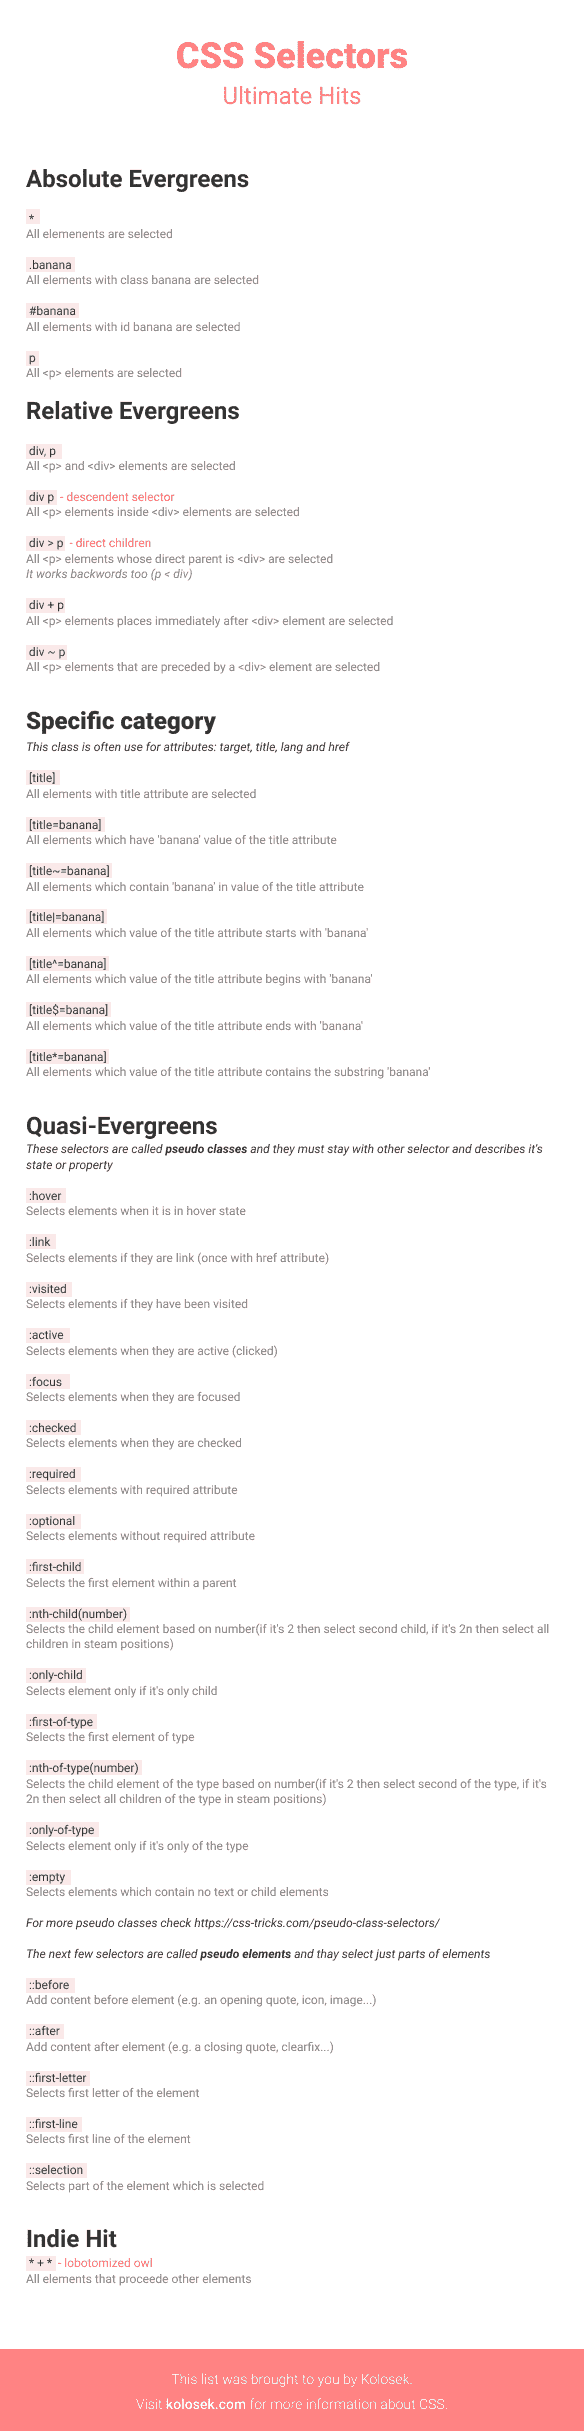 CSS Selectors
Ultimate Hits
Absolute Evergreens
*
All elemenents are selected
.banana
All elements with class banana are selected
#banana
All elements with id banana are selected
p
All <p> elements are selected
Relative Evergreens
div, p
All <p> and <div> elements are selected
div p - descendent selector
All <p> elements inside <div> elements are selected
div > p - direct children
All <p> elements whose direct parent is <div> are selected
It works backwords too (p < div)
div + p
All <p> elements places immediately after <div> element are selected
div ~ p
All <p> elements that are preceded by a <div> element are selected
Specific category
This class is often use for attributes: target, title, lang and href
[title]
All elements with title attribute are selected
[title=banana]
All elements which have 'banana' value of the title attribute
[title~=banana]
All elements which contain 'banana' in value of the title attribute
[title|=banana]
All elements which value of the title attribute starts with 'banana'
[title^=banana]
All elements which value of the title attribute begins with 'banana'
[title$=banana]
All elements which value of the title attribute ends with 'banana'
[title*=banana]
All elements which value of the title attribute contains the substring 'banana'
Quasi-Evergreens
These selectors are called pseudo classes and they must stay with other selector and describes it's
state or property
:hover
Selects elements when it is in hover state
:link
Selects elements if they are link (once with href attribute)
:visited
Selects elements if they have been visited
:active
Selects elements when they are active (clicked)
:focus
Selects elements when they are focused
:checked
Selects elements when they are checked
:required
Selects elements with required attribute
:optional
Selects elements without required attribute
:first-child
Selects the first element within a parent
:nth-child(number)
Selects the child element based on number(if it's 2 then select second child, if it's 2n then select all
children in steam positions)
:only-child
Selects element only if it's only child
:first-of-type
Selects the first element of type
:nth-of-type(number)
Selects the child element of the type based on number(if it's 2 then select second of the type, if it's
2n then select all children of the type in steam positions)
:only-of-type
Selects element only if it's only of the type
:empty
Selects elements which contain no text or child elements
For more pseudo classes check https://css-tricks.com/pseudo-class-selectors/
The next few selectors are called pseudo elements and thay select just parts of elements
::before
Add content before element (e.g. an opening quote, icon, image...)
::after
Add content after element (e.g. a closing quote, clearfix...)
::first-letter
Selects first letter of the element
::first-line
Selects first line of the element
::selection
Selects part of the element which is selected
Indie Hit
* + * - lobotomized owl
All elements that proceede other elements
This list was brought to you by Kolosek.
Visit kolosek.com for more information about CSS.